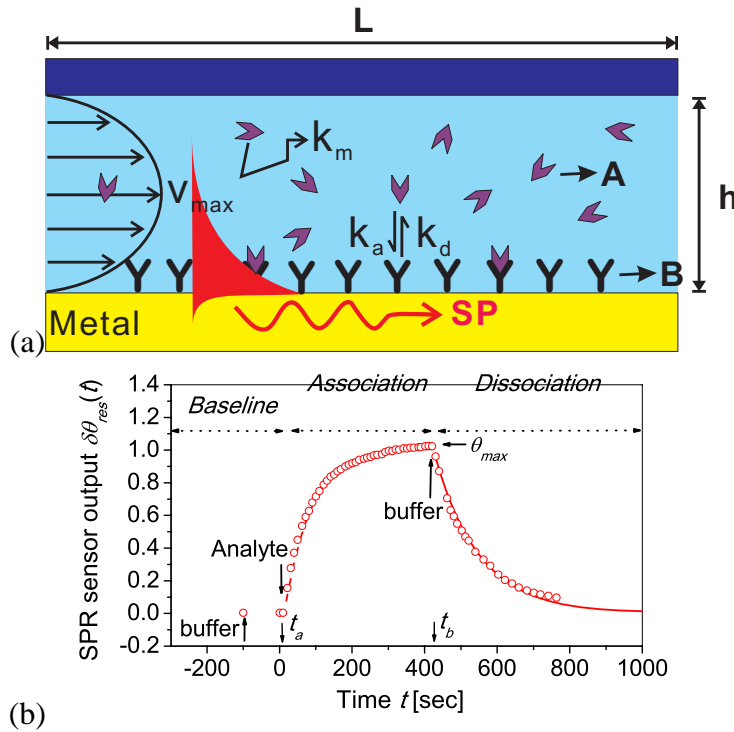 L
k_m
v_max
A
h
k_a k_d
B
Metal
SP
(a)
1.4
Association
Dissociation
Baseline
1.2
1.0
θ_max
0.8
buffer
0.6
Analyte
0.4
0.2
0.0
t_a
t_b
buffer
-0.2
-200 0 200 400 600 800 1000
SPR sensor output δθ_res(t)
Time t [sec]
(b)